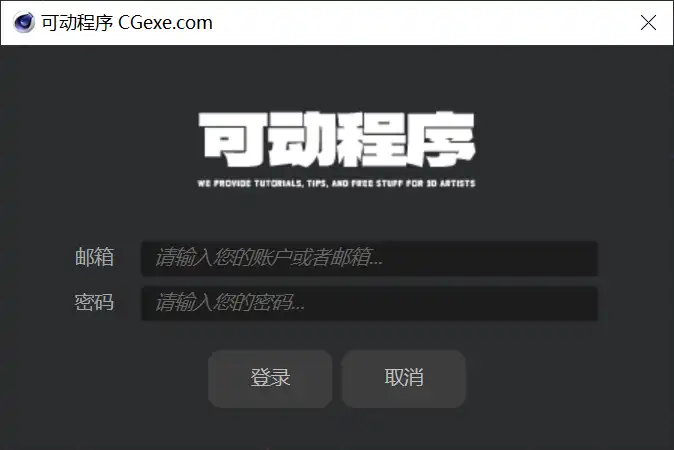 可动程序 CGexe.com
可动程序
WE PROVIDE TUTORIALS, TIPS, AND FREE STUFF FOR 3D ARTISTS
邮箱 请输入您的账户或者邮箱...
密码 请输入您的密码...
登录 取消